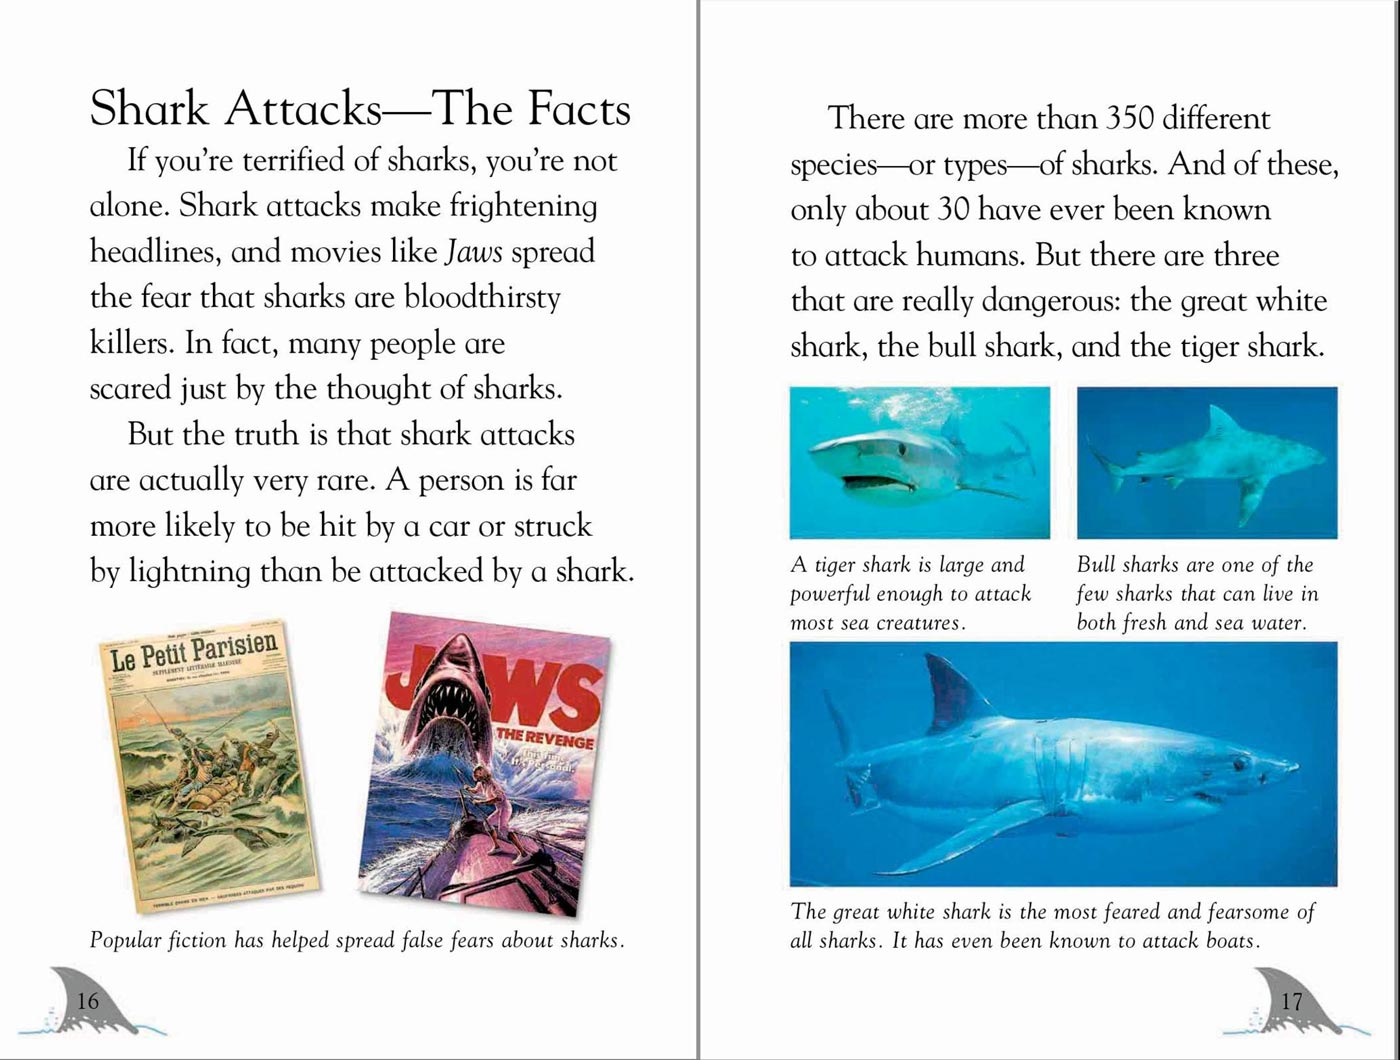 Shark Attacks—The Facts
If you’re terrified of sharks, you’re not
alone. Shark attacks make frightening
headlines, and movies like Jaws spread
the fear that sharks are bloodthirsty
killers. In fact, many people are
scared just by the thought of sharks.
But the truth is that shark attacks
are actually very rare. A person is far
more likely to be hit by a car or struck
by lightning than be attacked by a shark.
Le Petit Parisien
SUPPLÉMENT LITTÉRAIRE ILLUSTRÉ
JAWS
THE REVENGE
This Time
It's Personal.
Popular fiction has helped spread false fears about sharks.
16
There are more than 350 different
species—or types—of sharks. And of these,
only about 30 have ever been known
to attack humans. But there are three
that are really dangerous: the great white
shark, the bull shark, and the tiger shark.
A tiger shark is large and
powerful enough to attack
most sea creatures.
Bull sharks are one of the
few sharks that can live in
both fresh and sea water.
The great white shark is the most feared and fearsome of
all sharks. It has even been known to attack boats.
17